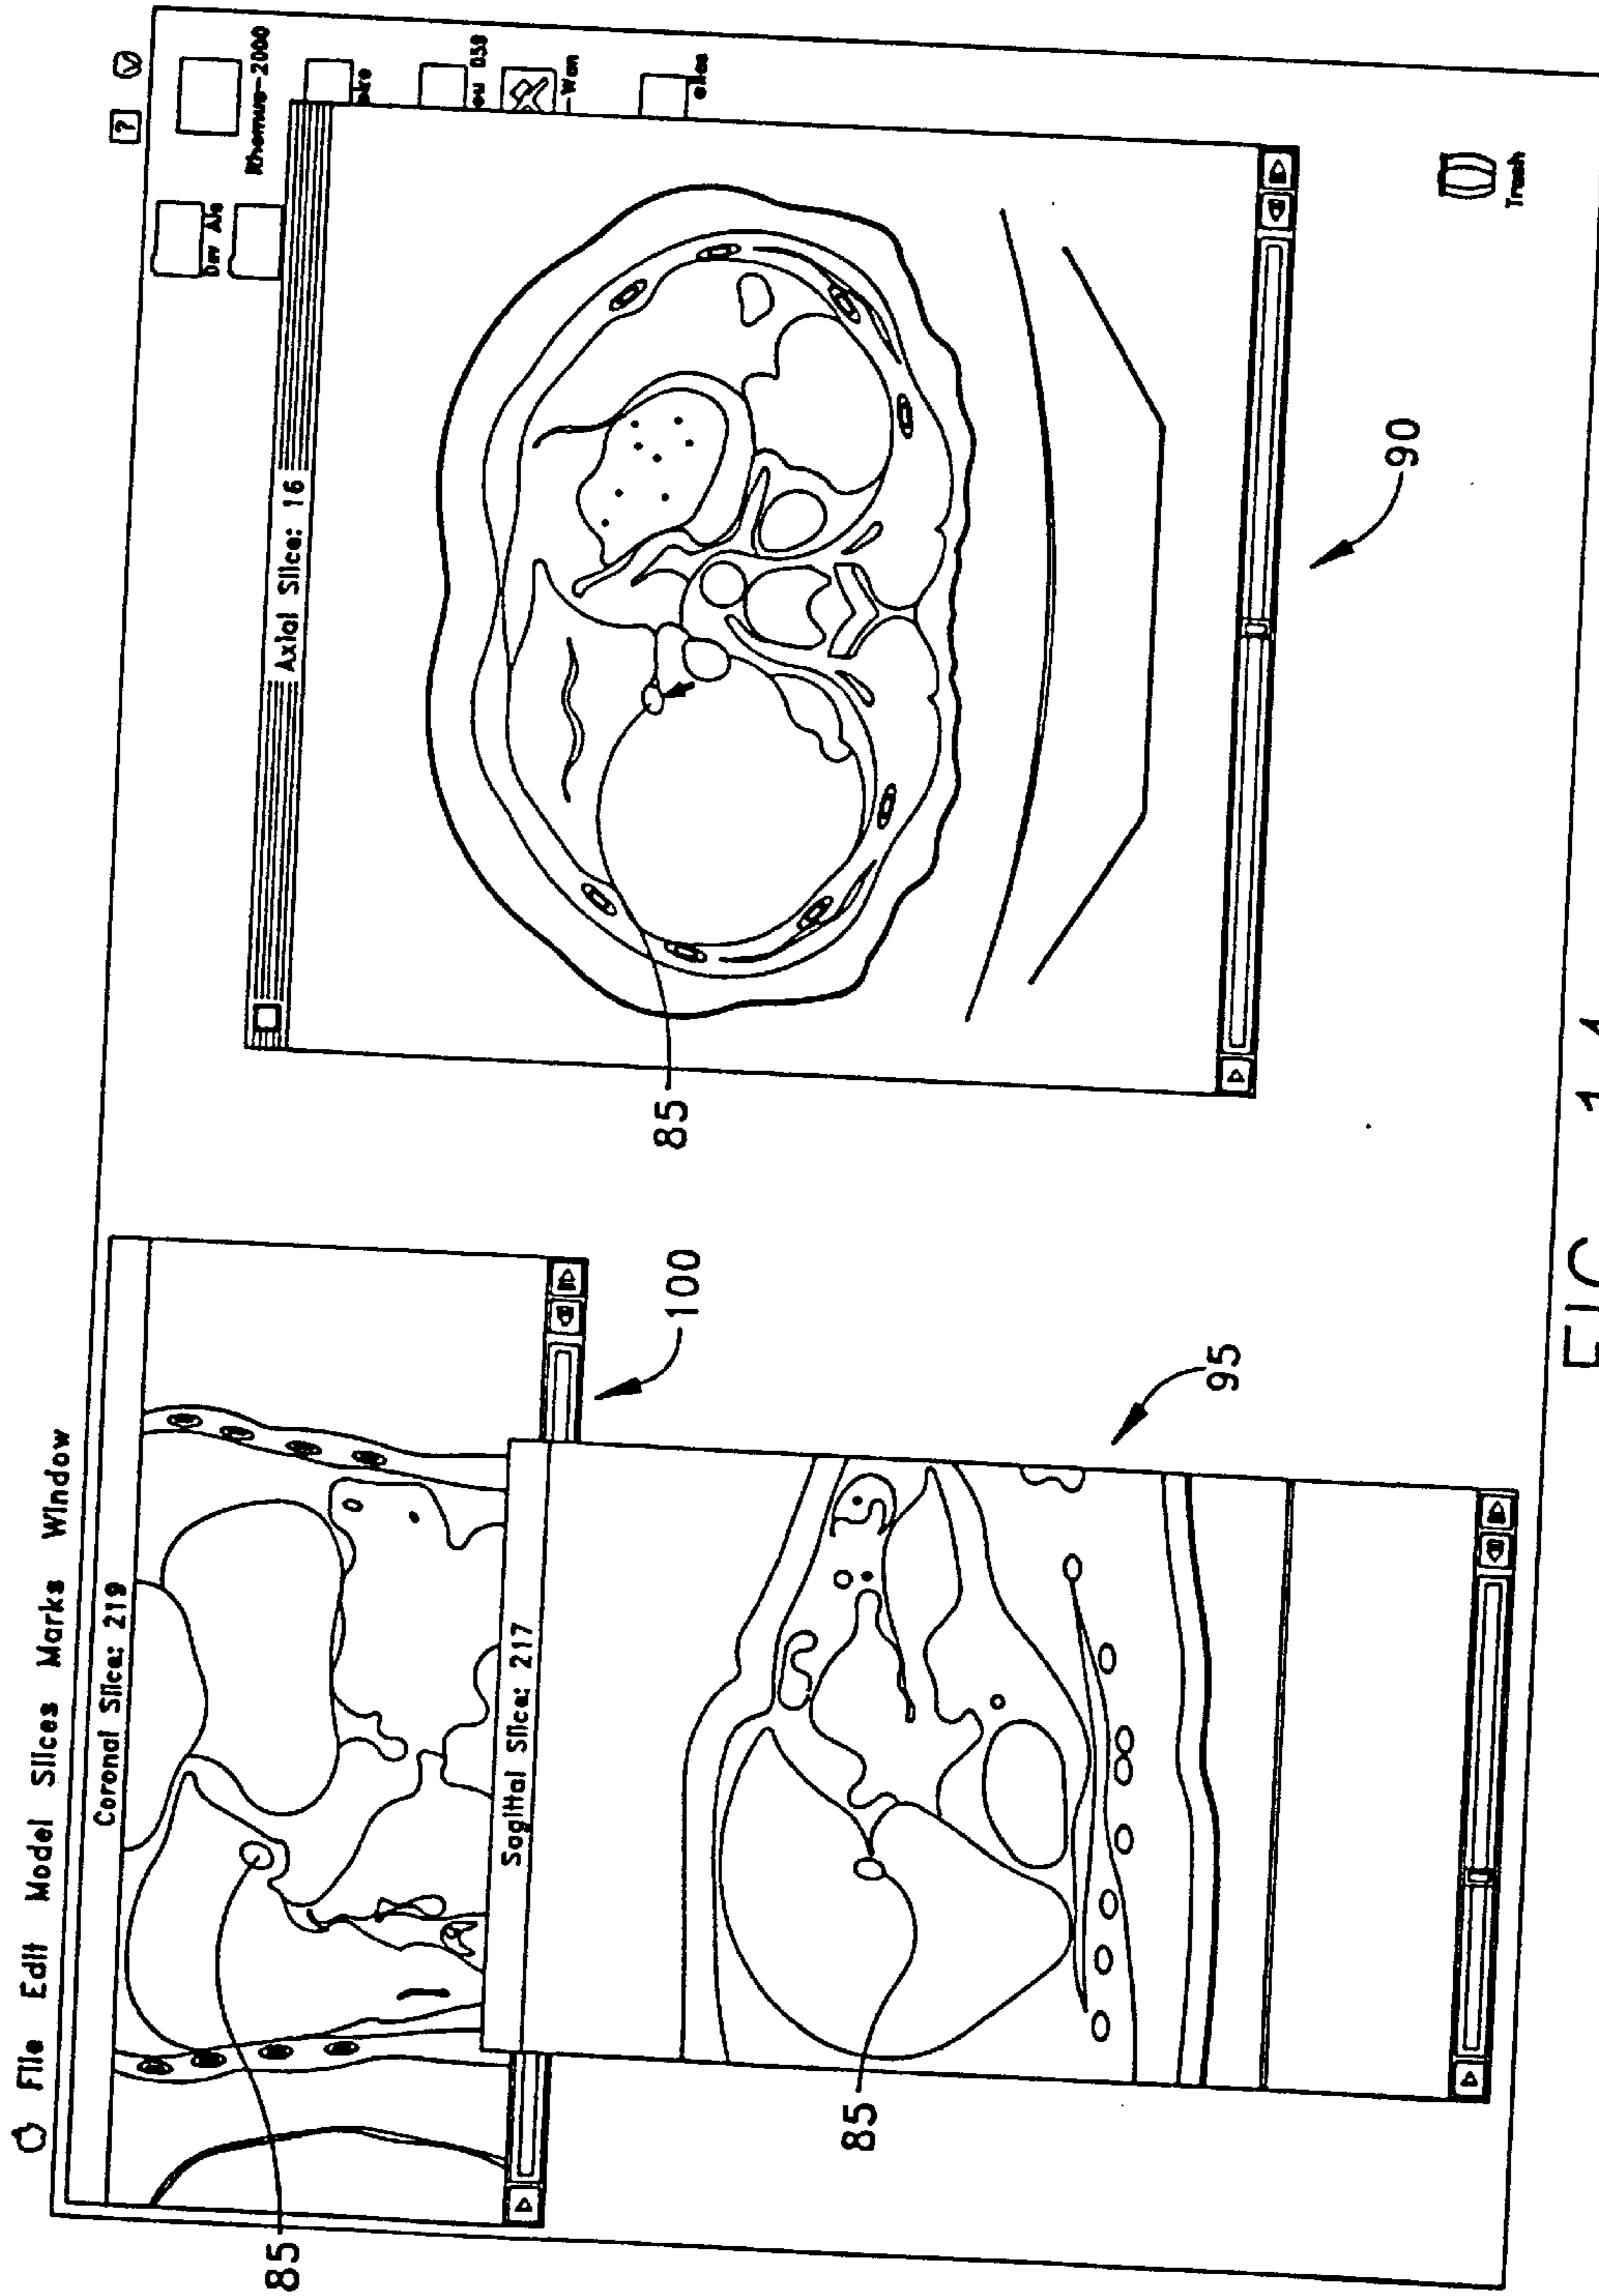 File Edit Model Slices Marks Window
Coronal Slice: 219
Sagittal Slice: 217
Axial Slice: 16
?
Rhemus-2000
Trash
85
85
85
100
95
90